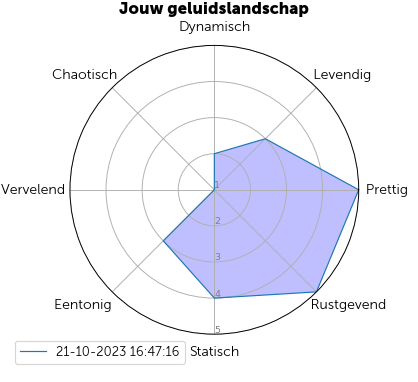 Jouw geluidslandschap
Dynamisch
Chaotisch
Levendig
Vervelend
1
Prettig
2
3
4
Eentonig
Rustgevend
5
21-10-2023 16:47:16
Statisch